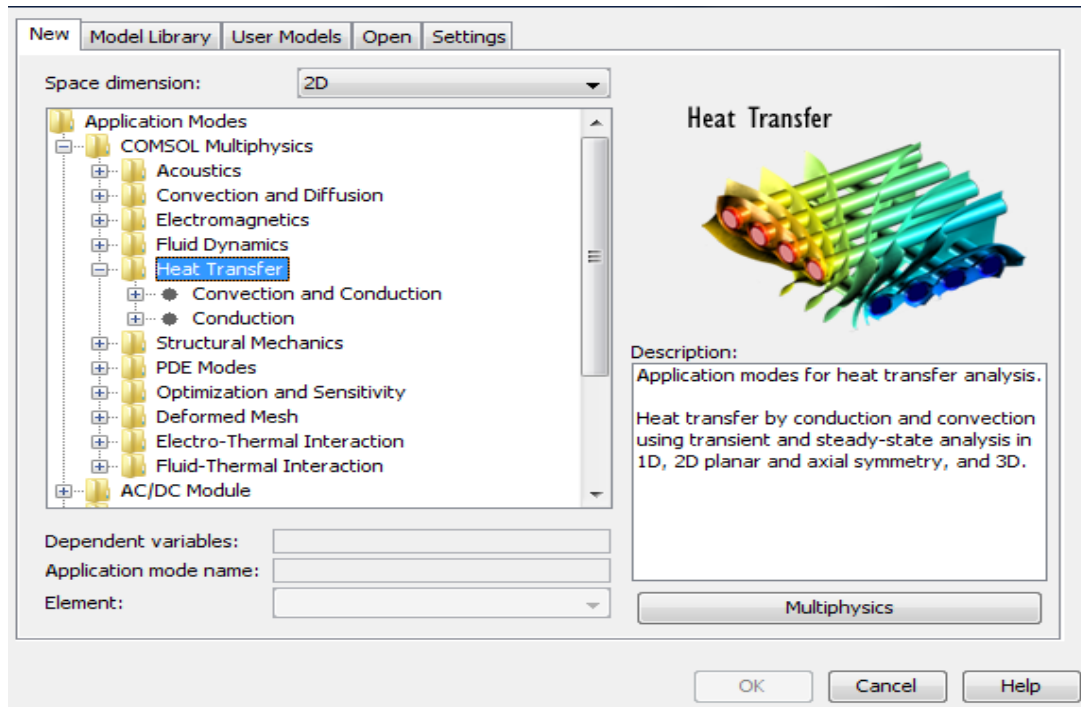 New Model Library User Models Open Settings
Space dimension: 2D
Application Modes
COMSOL Multiphysics
Acoustics
Convection and Diffusion
Electromagnetics
Fluid Dynamics
Heat Transfer
Convection and Conduction
Conduction
Structural Mechanics
PDE Modes
Optimization and Sensitivity
Deformed Mesh
Electro-Thermal Interaction
Fluid-Thermal Interaction
AC/DC Module
Dependent variables:
Application mode name:
Element:
Heat Transfer
Description:
Application modes for heat transfer analysis.
Heat transfer by conduction and convection
using transient and steady-state analysis in
1D, 2D planar and axial symmetry, and 3D.
Multiphysics
OK Cancel Help